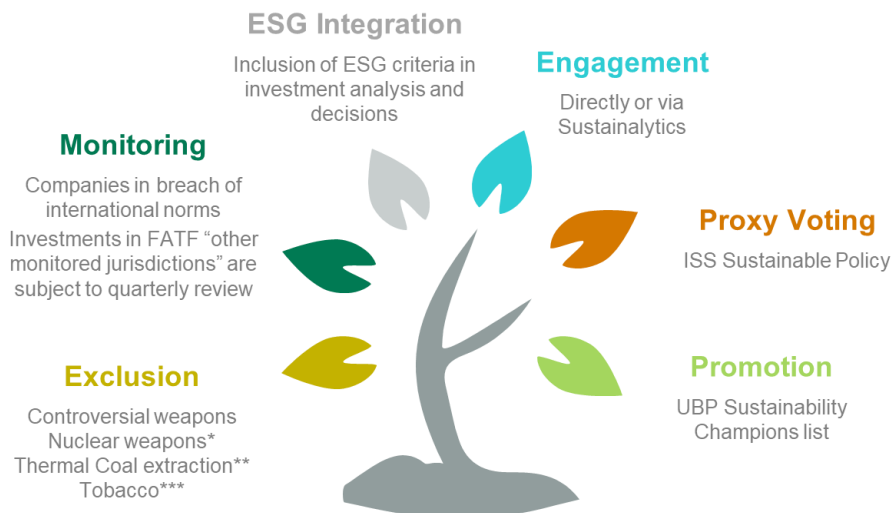 ESG Integration
Inclusion of ESG criteria in
investment analysis and
decisions
Engagement
Directly or via
Sustainalytics
Monitoring
Companies in breach of
international norms
Investments in FATF “other
monitored jurisdictions” are
subject to quarterly review
Proxy Voting
ISS Sustainable Policy
Exclusion
Controversial weapons
Nuclear weapons*
Thermal Coal extraction**
Tobacco***
Promotion
UBP Sustainability
Champions list